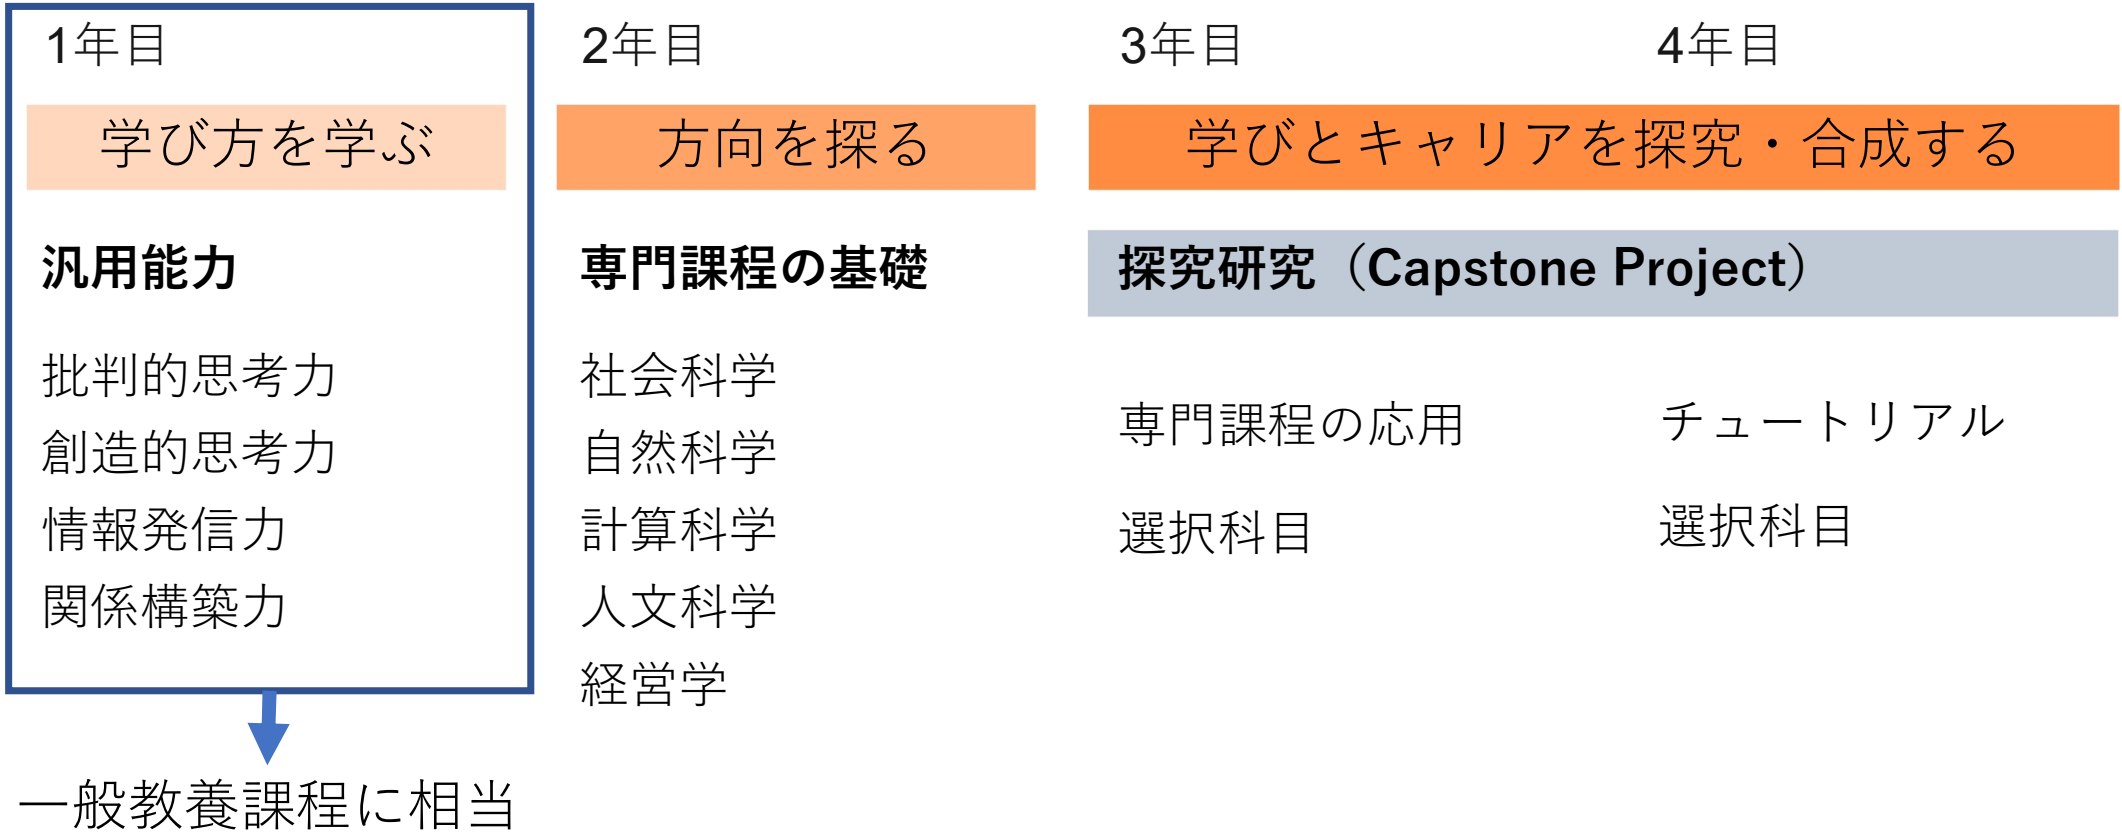 1年目
学び方を学ぶ
汎用能力
批判的思考力
創造的思考力
情報発信力
関係構築力
一般教養課程に相当
2年目
方向を探る
専門課程の基礎
社会科学
自然科学
計算科学
人文科学
経営学
3年目 4年目
学びとキャリアを探究・合成する
探究研究（Capstone Project）
専門課程の応用
選択科目
チュートリアル
選択科目